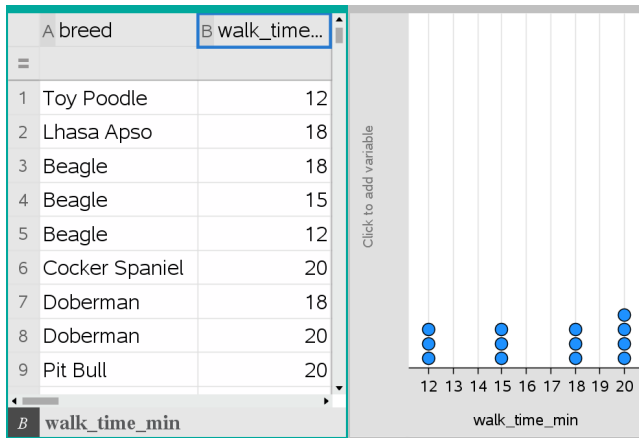 A breed B walk_time...
=
1 Toy Poodle 12
2 Lhasa Apso 18
3 Beagle 18
4 Beagle 15
5 Beagle 12
6 Cocker Spaniel 20
7 Doberman 18
8 Doberman 20
9 Pit Bull 20
B walk_time_min
Click to add variable
12 13 14 15 16 17 18 19 20
walk_time_min